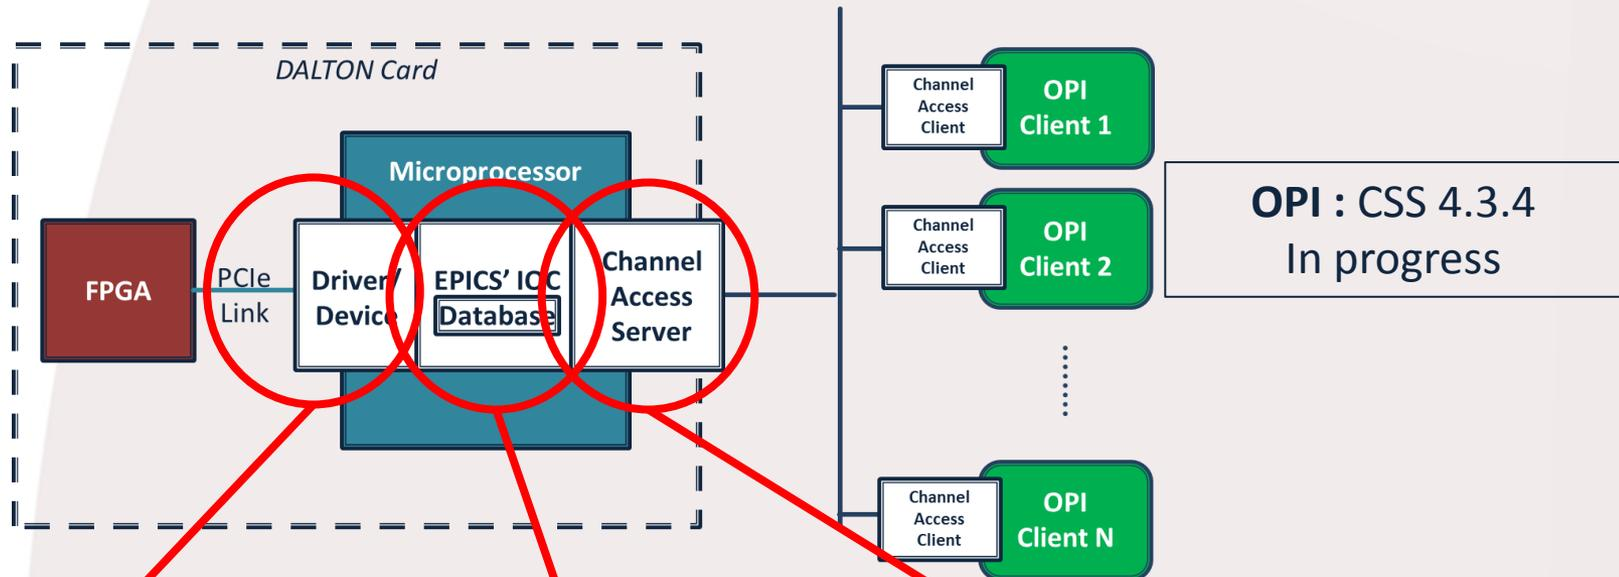 DALTON Card
Microprocessor
FPGA
PCIe
Link
Driver/
Device
EPICS’ IOC
Database
Channel
Access
Server
Channel
Access
Client
OPI
Client 1
Channel
Access
Client
OPI
Client 2
OPI : CSS 4.3.4
In progress
Channel
Access
Client
OPI
Client N